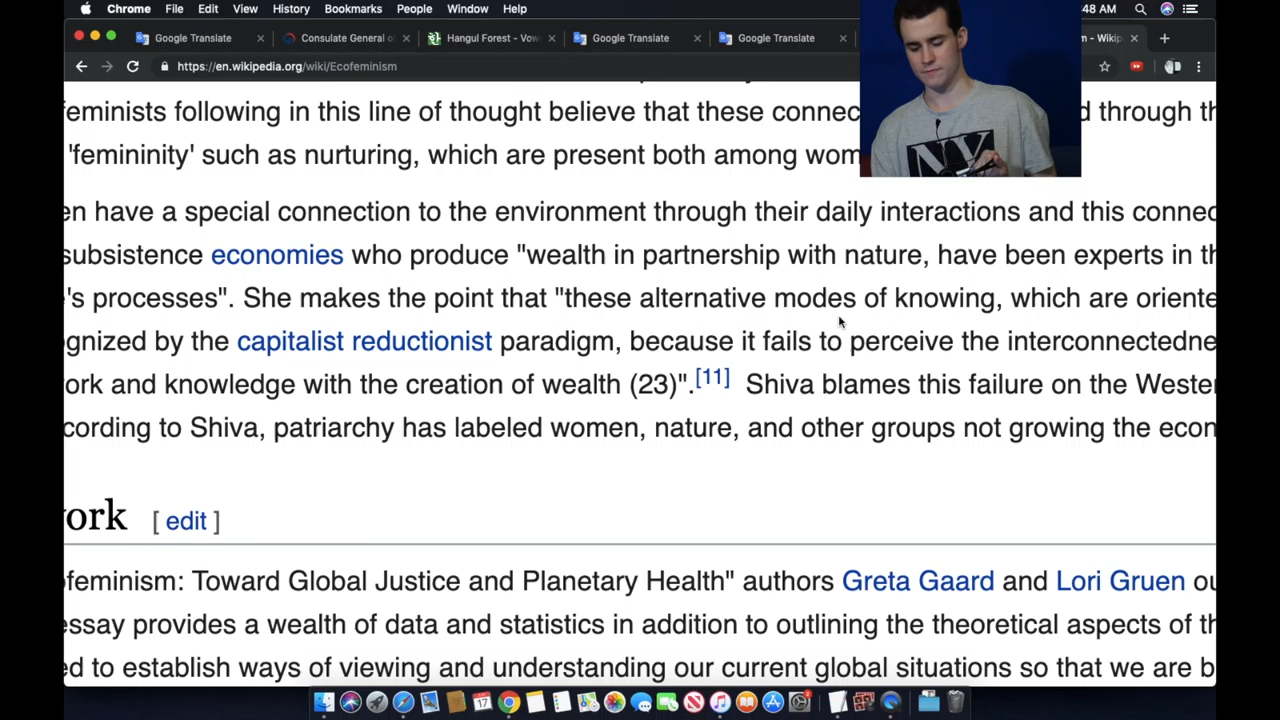 Chrome File Edit View History Bookmarks People Window Help :48 AM
Google Translate Consulate General o Hangul Forest - Vow Google Translate Google Translate m - Wikip
https://en.wikipedia.org/wiki/Ecofeminism
feminists following in this line of thought believe that these connec d through th
'femininity' such as nurturing, which are present both among wom
en have a special connection to the environment through their daily interactions and this connec
subsistence economies who produce "wealth in partnership with nature, have been experts in th
's processes". She makes the point that "these alternative modes of knowing, which are oriente
gnized by the capitalist reductionist paradigm, because it fails to perceive the interconnectedne
ork and knowledge with the creation of wealth (23)".[11] Shiva blames this failure on the Wester
cording to Shiva, patriarchy has labeled women, nature, and other groups not growing the econ
work [ edit ]
ofeminism: Toward Global Justice and Planetary Health" authors Greta Gaard and Lori Gruen ou
essay provides a wealth of data and statistics in addition to outlining the theoretical aspects of th
ed to establish ways of viewing and understanding our current global situations so that we are b
NY
17